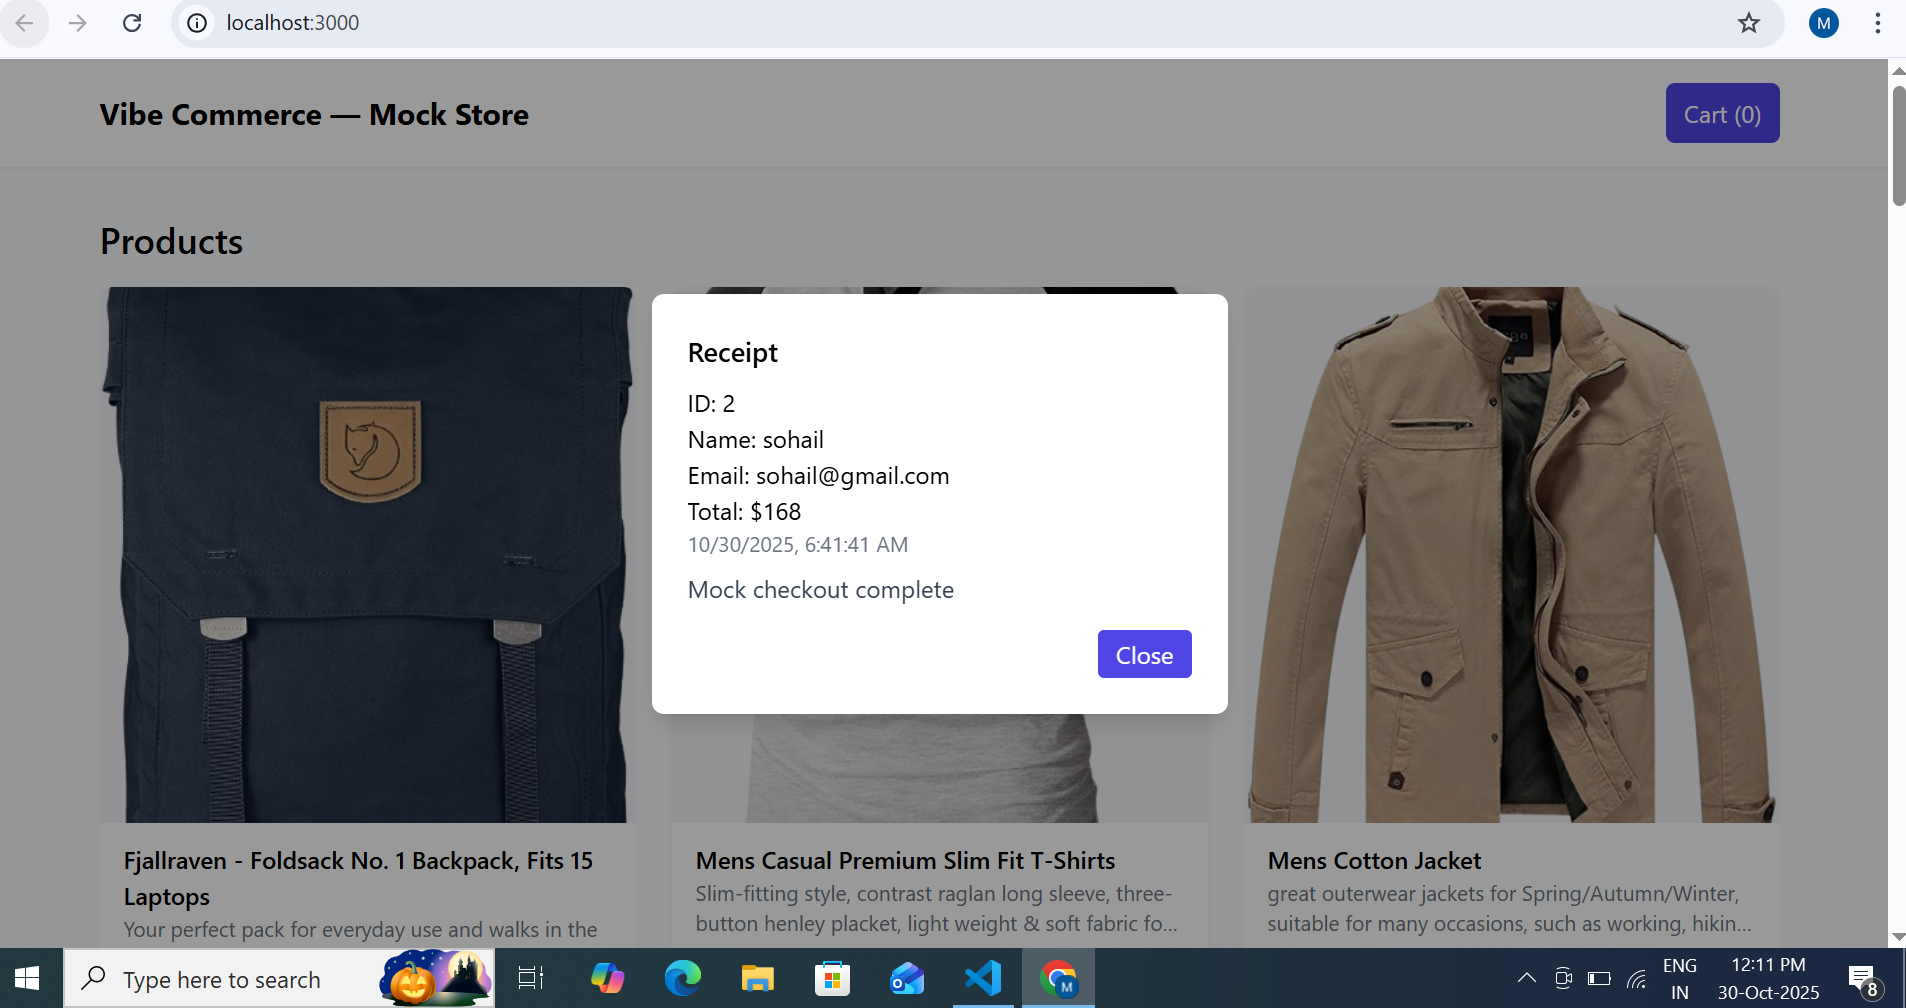 localhost:3000
M
Vibe Commerce — Mock Store
Cart (0)
Products
Receipt
ID: 2
Name: sohail
Email: sohail@gmail.com
Total: $168
10/30/2025, 6:41:41 AM
Mock checkout complete
Close
Fjallraven - Foldsack No. 1 Backpack, Fits 15
Laptops
Your perfect pack for everyday use and walks in the
Mens Casual Premium Slim Fit T-Shirts
Slim-fitting style, contrast raglan long sleeve, three-
button henley placket, light weight & soft fabric fo...
Mens Cotton Jacket
great outerwear jackets for Spring/Autumn/Winter,
suitable for many occasions, such as working, hikin...
Type here to search
M
ENG
IN
12:11 PM
30-Oct-2025
8